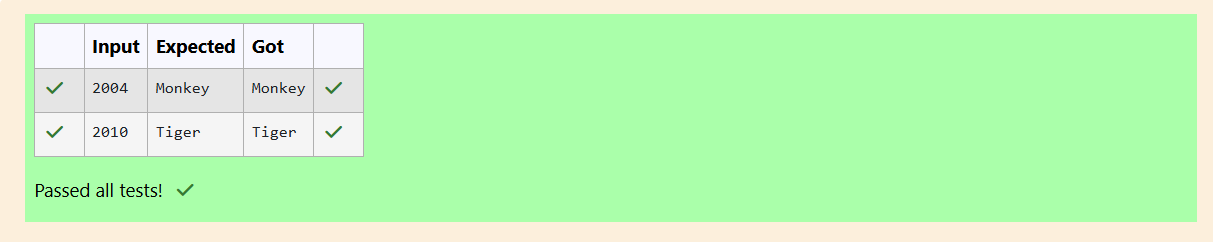 Input Expected Got
2004 Monkey Monkey
2010 Tiger Tiger
Passed all tests!